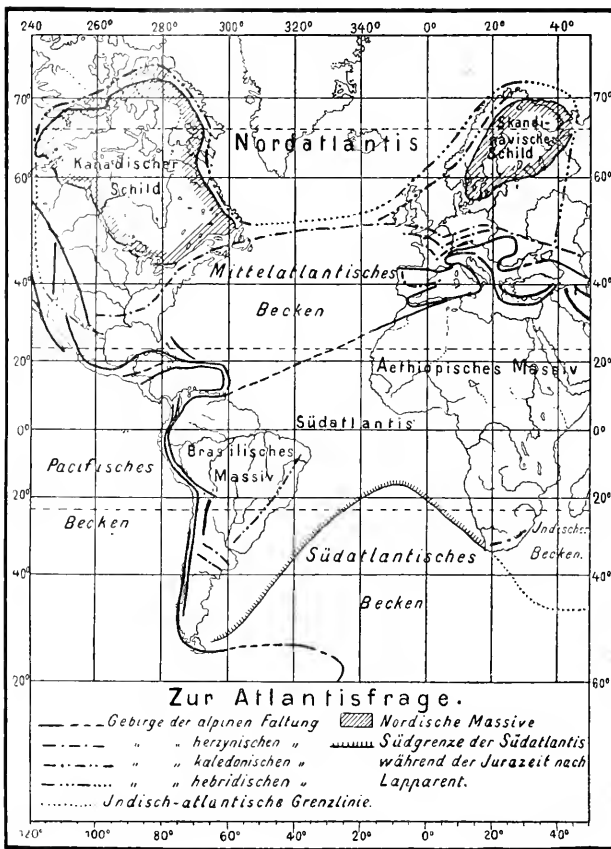 240 260° 280° 300° 320° 340° 0° 20° 40°
70° 70°
Nordatlantis
Skandi-
navischer
Schild
Kanadischer
Schild
60° 60°
Mittelatlantisches
Becken
40° 40°
20° 20°
Aethiopisches Massiv
Südatlantis
0° 0°
Brasilisches
Massiv
Pacifisches
Becken
20° 20°
Indisches
Becken.
Südatlantisches
Becken
40° 40°
20° 60°
Zur Atlantisfrage.
Gebirge der alpinen Faltung
„ „ herzynischen „
„ „ kaledonischen „
„ „ hebridischen „
Indisch-atlantische Grenzlinie.
Nordische Massive
Südgrenze der Südatlantis
während der Jurazeit nach
Lapparent.
120° 100° 80° 60° 40° 20° 0° 20° 40°